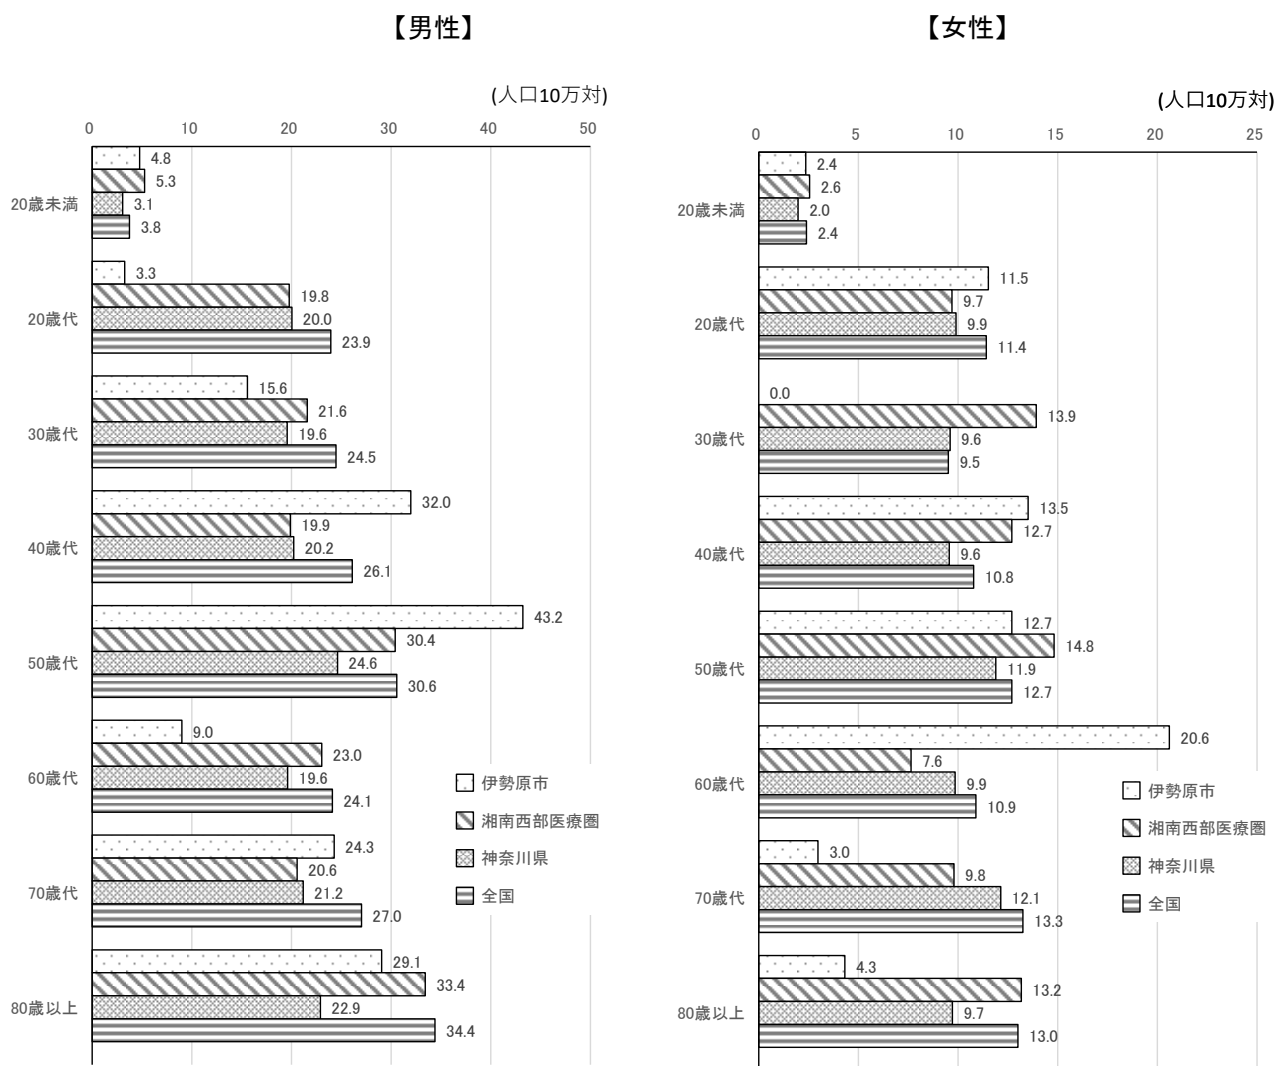 【男性】
(人口10万対)
0 10 20 30 40 50
20歳未満
4.8
5.3
3.1
3.8
20歳代
3.3
19.8
20.0
23.9
30歳代
15.6
21.6
19.6
24.5
40歳代
32.0
19.9
20.2
26.1
50歳代
43.2
30.4
24.6
30.6
60歳代
9.0
23.0
19.6
24.1
70歳代
24.3
20.6
21.2
27.0
80歳以上
29.1
33.4
22.9
34.4
伊勢原市
湘南西部医療圏
神奈川県
全国
【女性】
(人口10万対)
0 5 10 15 20 25
20歳未満
2.4
2.6
2.0
2.4
20歳代
11.5
9.7
9.9
11.4
30歳代
0.0
13.9
9.6
9.5
40歳代
13.5
12.7
9.6
10.8
50歳代
12.7
14.8
11.9
12.7
60歳代
20.6
7.6
9.9
10.9
70歳代
3.0
9.8
12.1
13.3
80歳以上
4.3
13.2
9.7
13.0
伊勢原市
湘南西部医療圏
神奈川県
全国